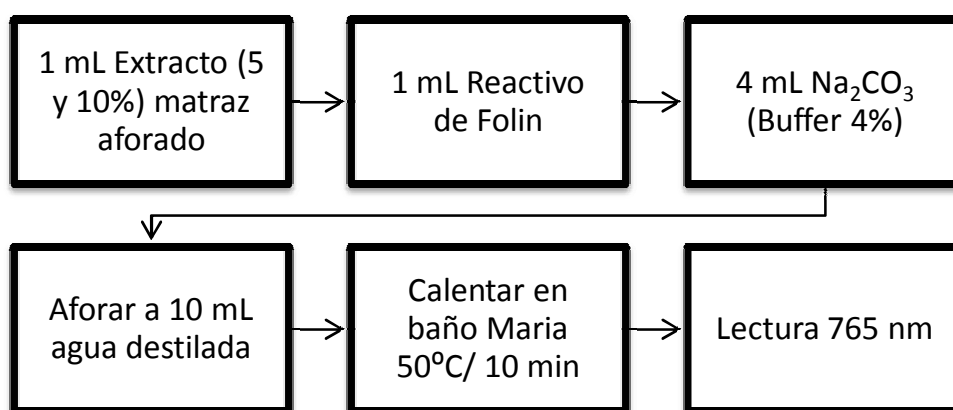 1 mL Extracto (5
y 10%) matraz
aforado
1 mL Reactivo
de Folin
4 mL Na₂CO₃
(Buffer 4%)
Aforar a 10 mL
agua destilada
Calentar en
baño Maria
50⁰C/ 10 min
Lectura 765 nm